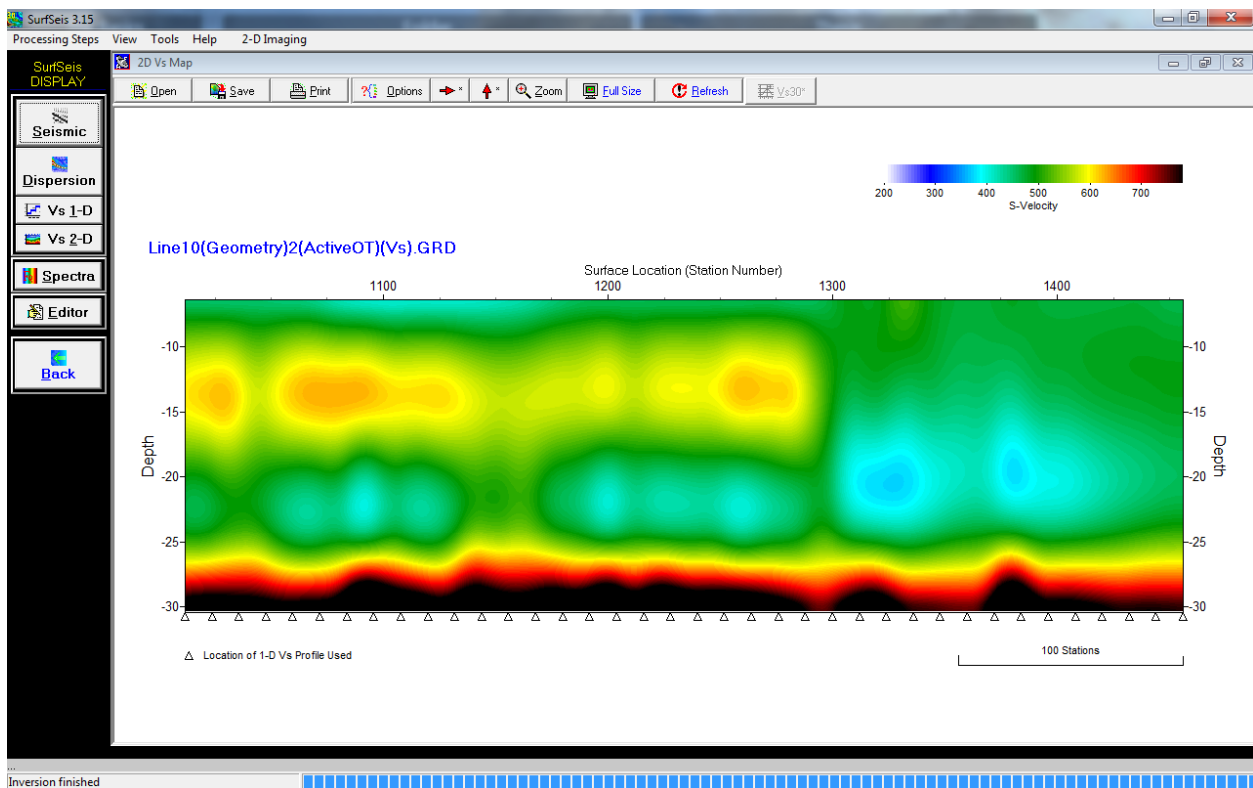 SurfSeis 3.15
Processing Steps View Tools Help 2-D Imaging
SurfSeis
DISPLAY
2D Vs Map
Open Save Print Options Zoom Full Size Refresh Vs30*
Seismic
Dispersion
Vs 1-D
Vs 2-D
Spectra
Editor
Back
200 300 400 500 600 700
S-Velocity
Line10(Geometry)2(ActiveOT)(Vs).GRD
Surface Location (Station Number)
1100 1200 1300 1400
-10 -10
-15 -15
Depth Depth
-20 -20
-25 -25
-30 -30
Δ Location of 1-D Vs Profile Used
100 Stations
...
Inversion finished